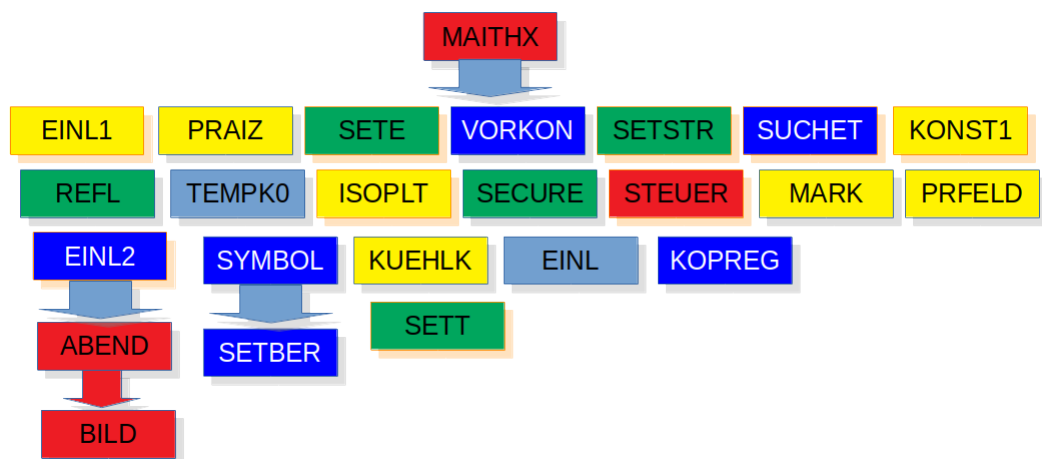 MAITHX
EINL1 PRAIZ SETE VORKON SETSTR SUCHET KONST1
REFL TEMPK0 ISOPLT SECURE STEUER MARK PRFELD
EINL2 SYMBOL KUEHLK EINL KOPREG
ABEND SETBER SETT
BILD